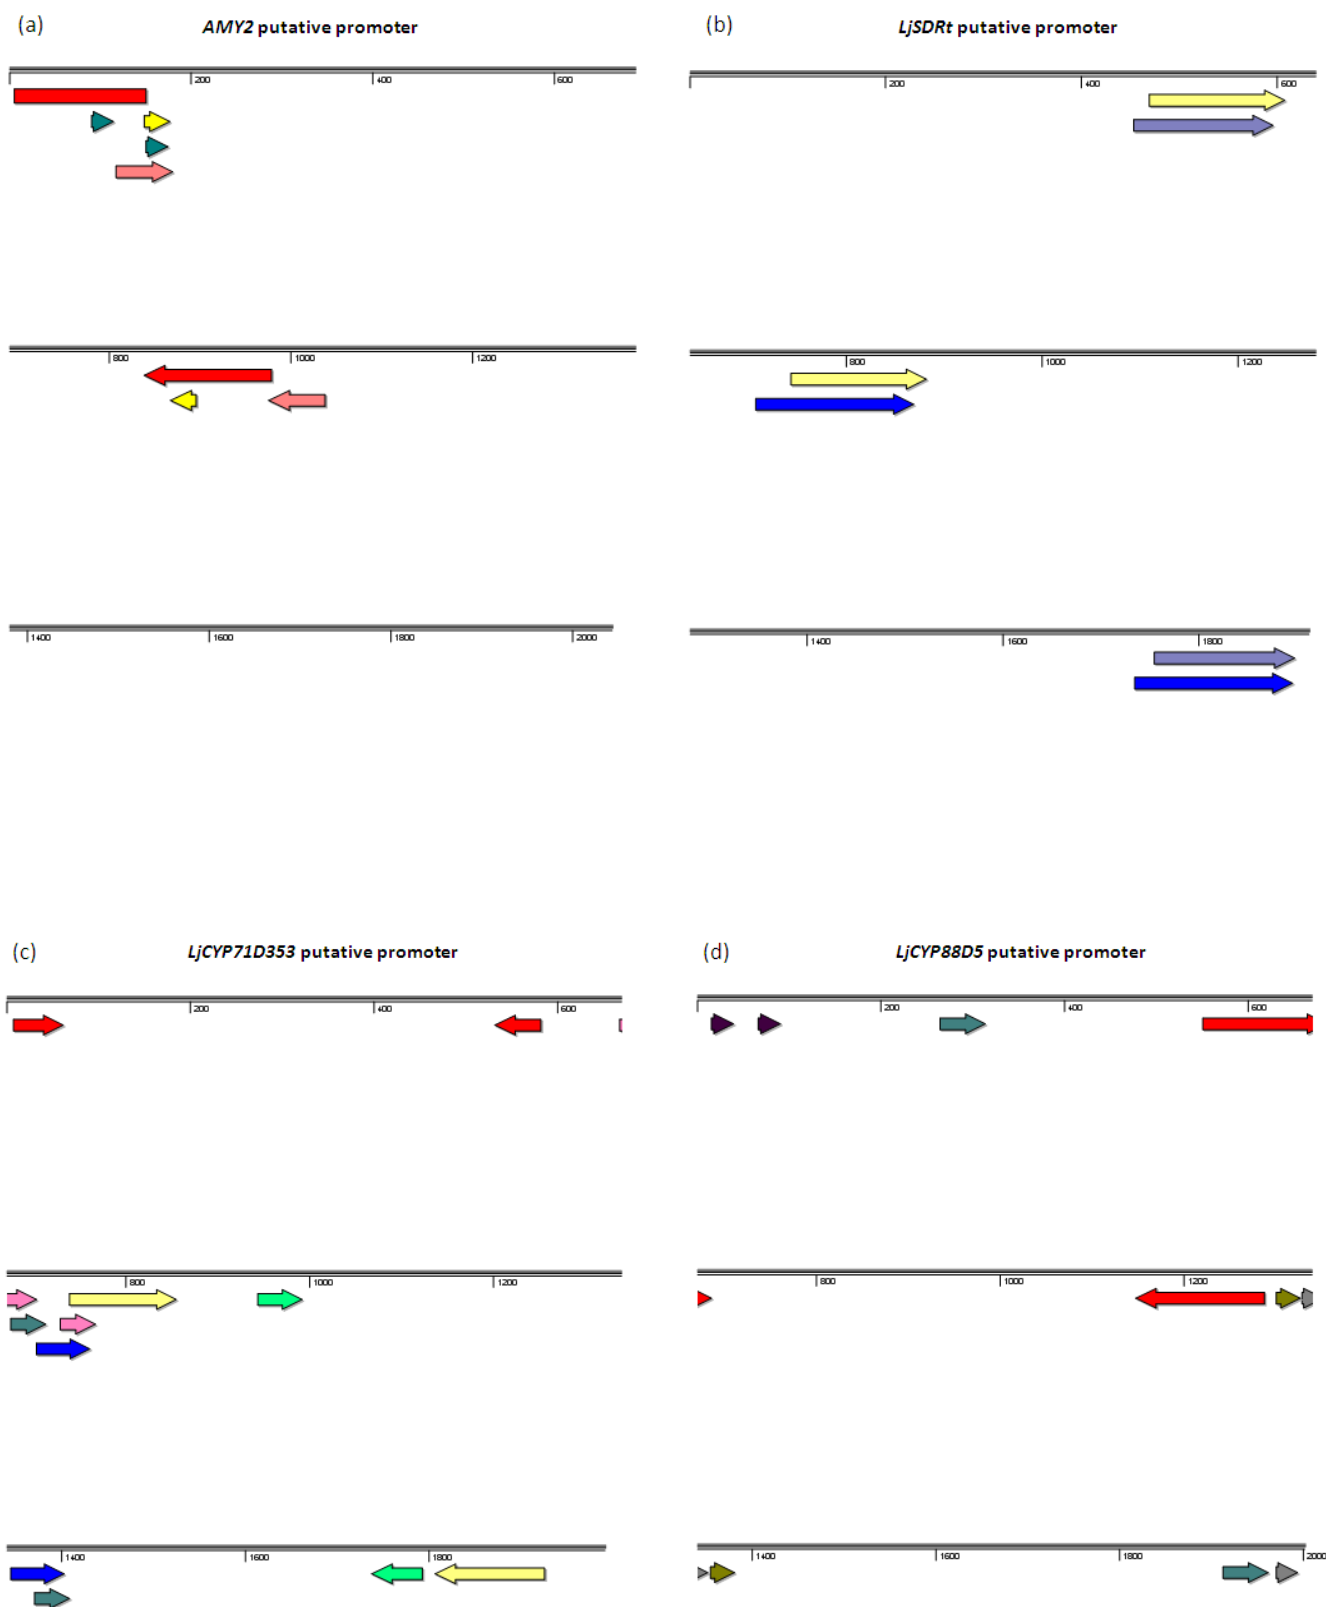 (a) AMY2 putative promoter
200 400 600
800 1000 1200
1400 1600 1800 2000
(b) LjSDRt putative promoter
200 400 600
800 1000 1200
1400 1600 1800
(c) LjCYP71D353 putative promoter
200 400 600
800 1000 1200
1400 1600 1800
(d) LjCYP88D5 putative promoter
200 400 600
800 1000 1200
1400 1600 1800 2000